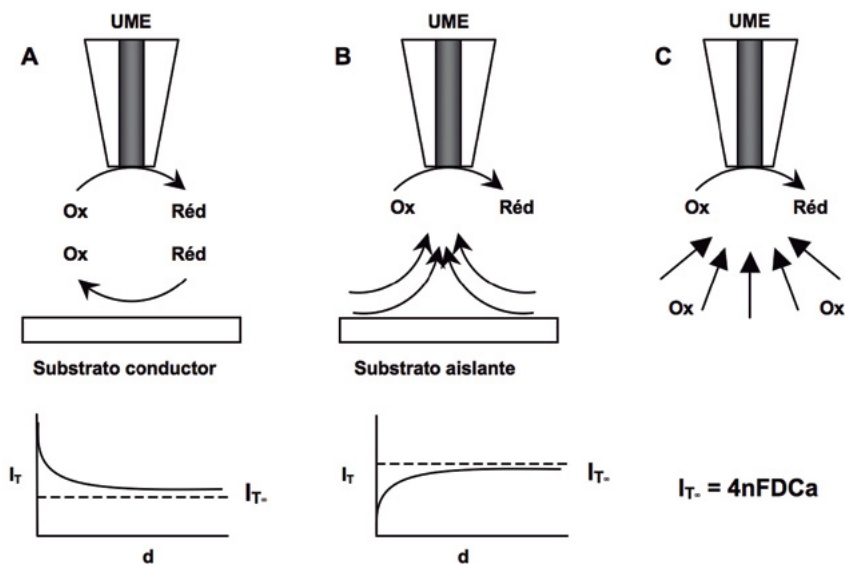 UME
A
Ox Réd
Ox Réd
Substrato conductor
I_T
I_T∞
d
UME
B
Ox Réd
Substrato aislante
I_T
I_T∞
d
UME
C
Ox Réd
Ox Ox
I_T∞ = 4nFDCa